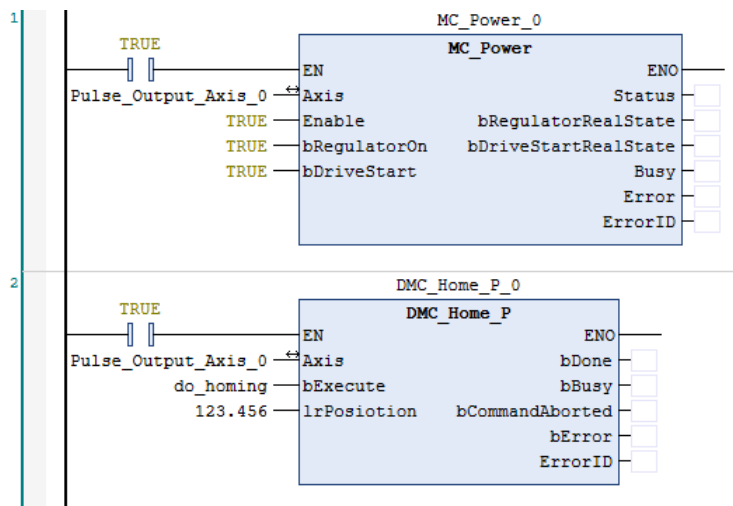 1
MC_Power_0
TRUE
MC_Power
EN ENO
Pulse_Output_Axis_0 Axis Status
TRUE Enable bRegulatorRealState
TRUE bRegulatorOn bDriveStartRealState
TRUE bDriveStart Busy
Error
ErrorID
2
DMC_Home_P_0
TRUE
DMC_Home_P
EN ENO
Pulse_Output_Axis_0 Axis bDone
do_homing bExecute bBusy
123.456 lrPosiotion bCommandAborted
bError
ErrorID